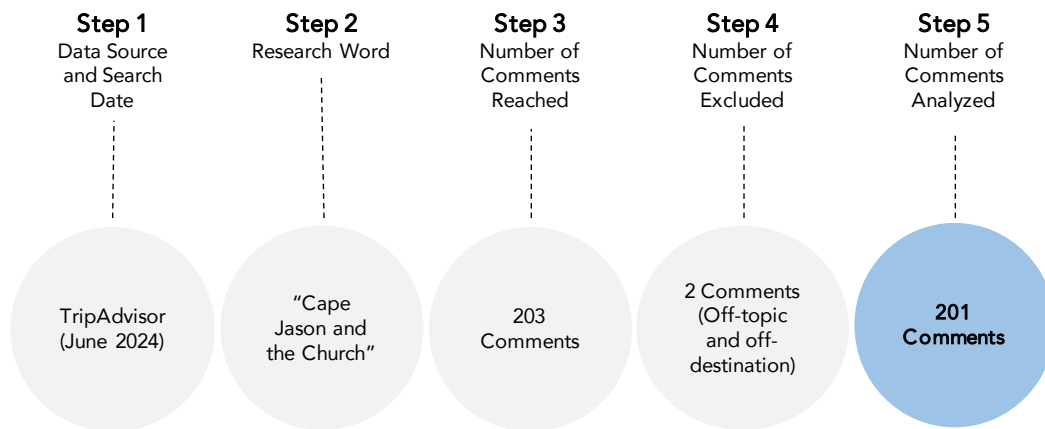 Step 1
Data Source
and Search
Date
Step 2
Research Word
Step 3
Number of
Comments
Reached
Step 4
Number of
Comments
Excluded
Step 5
Number of
Comments
Analyzed
TripAdvisor
(June 2024)
“Cape
Jason and
the Church”
203
Comments
2 Comments
(Off-topic
and off-
destination)
201
Comments